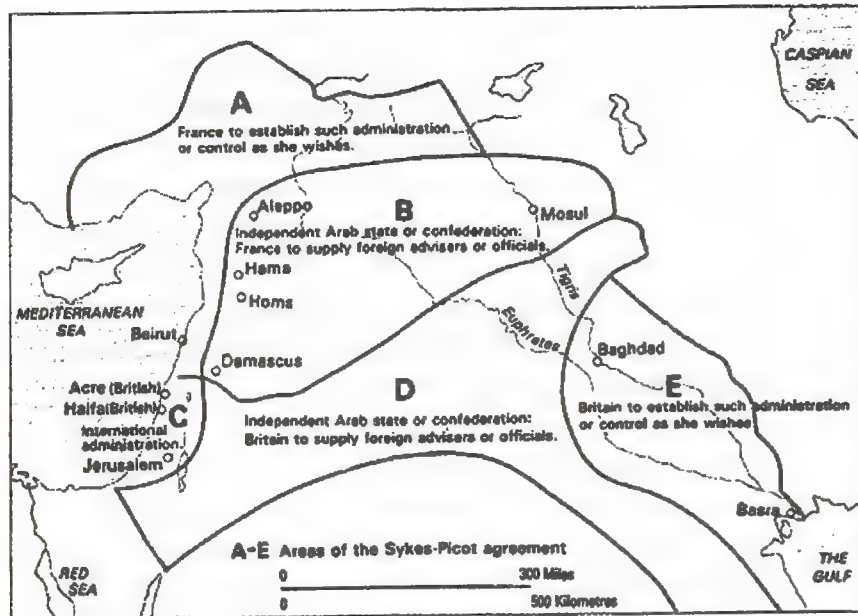 CASPIAN
SEA
A
France to establish such administration
or control as she wishes.
Aleppo
B
Mosul
Independent Arab state or confederation:
France to supply foreign advisers or officials.
Hama
Homs
Tigris
MEDITERRANEAN
SEA
Beirut
Euphrates
Damascus
Baghdad
Acre (British)
Haifa (British)
C
D
E
International
administration.
Jerusalem
Independent Arab state or confederation:
Britain to supply foreign advisers or officials.
Britain to establish such administration
or control as she wishes
Basra
A-E Areas of the Sykes-Picot agreement
0 300 Miles
0 500 Kilometres
RED
SEA
THE
GULF